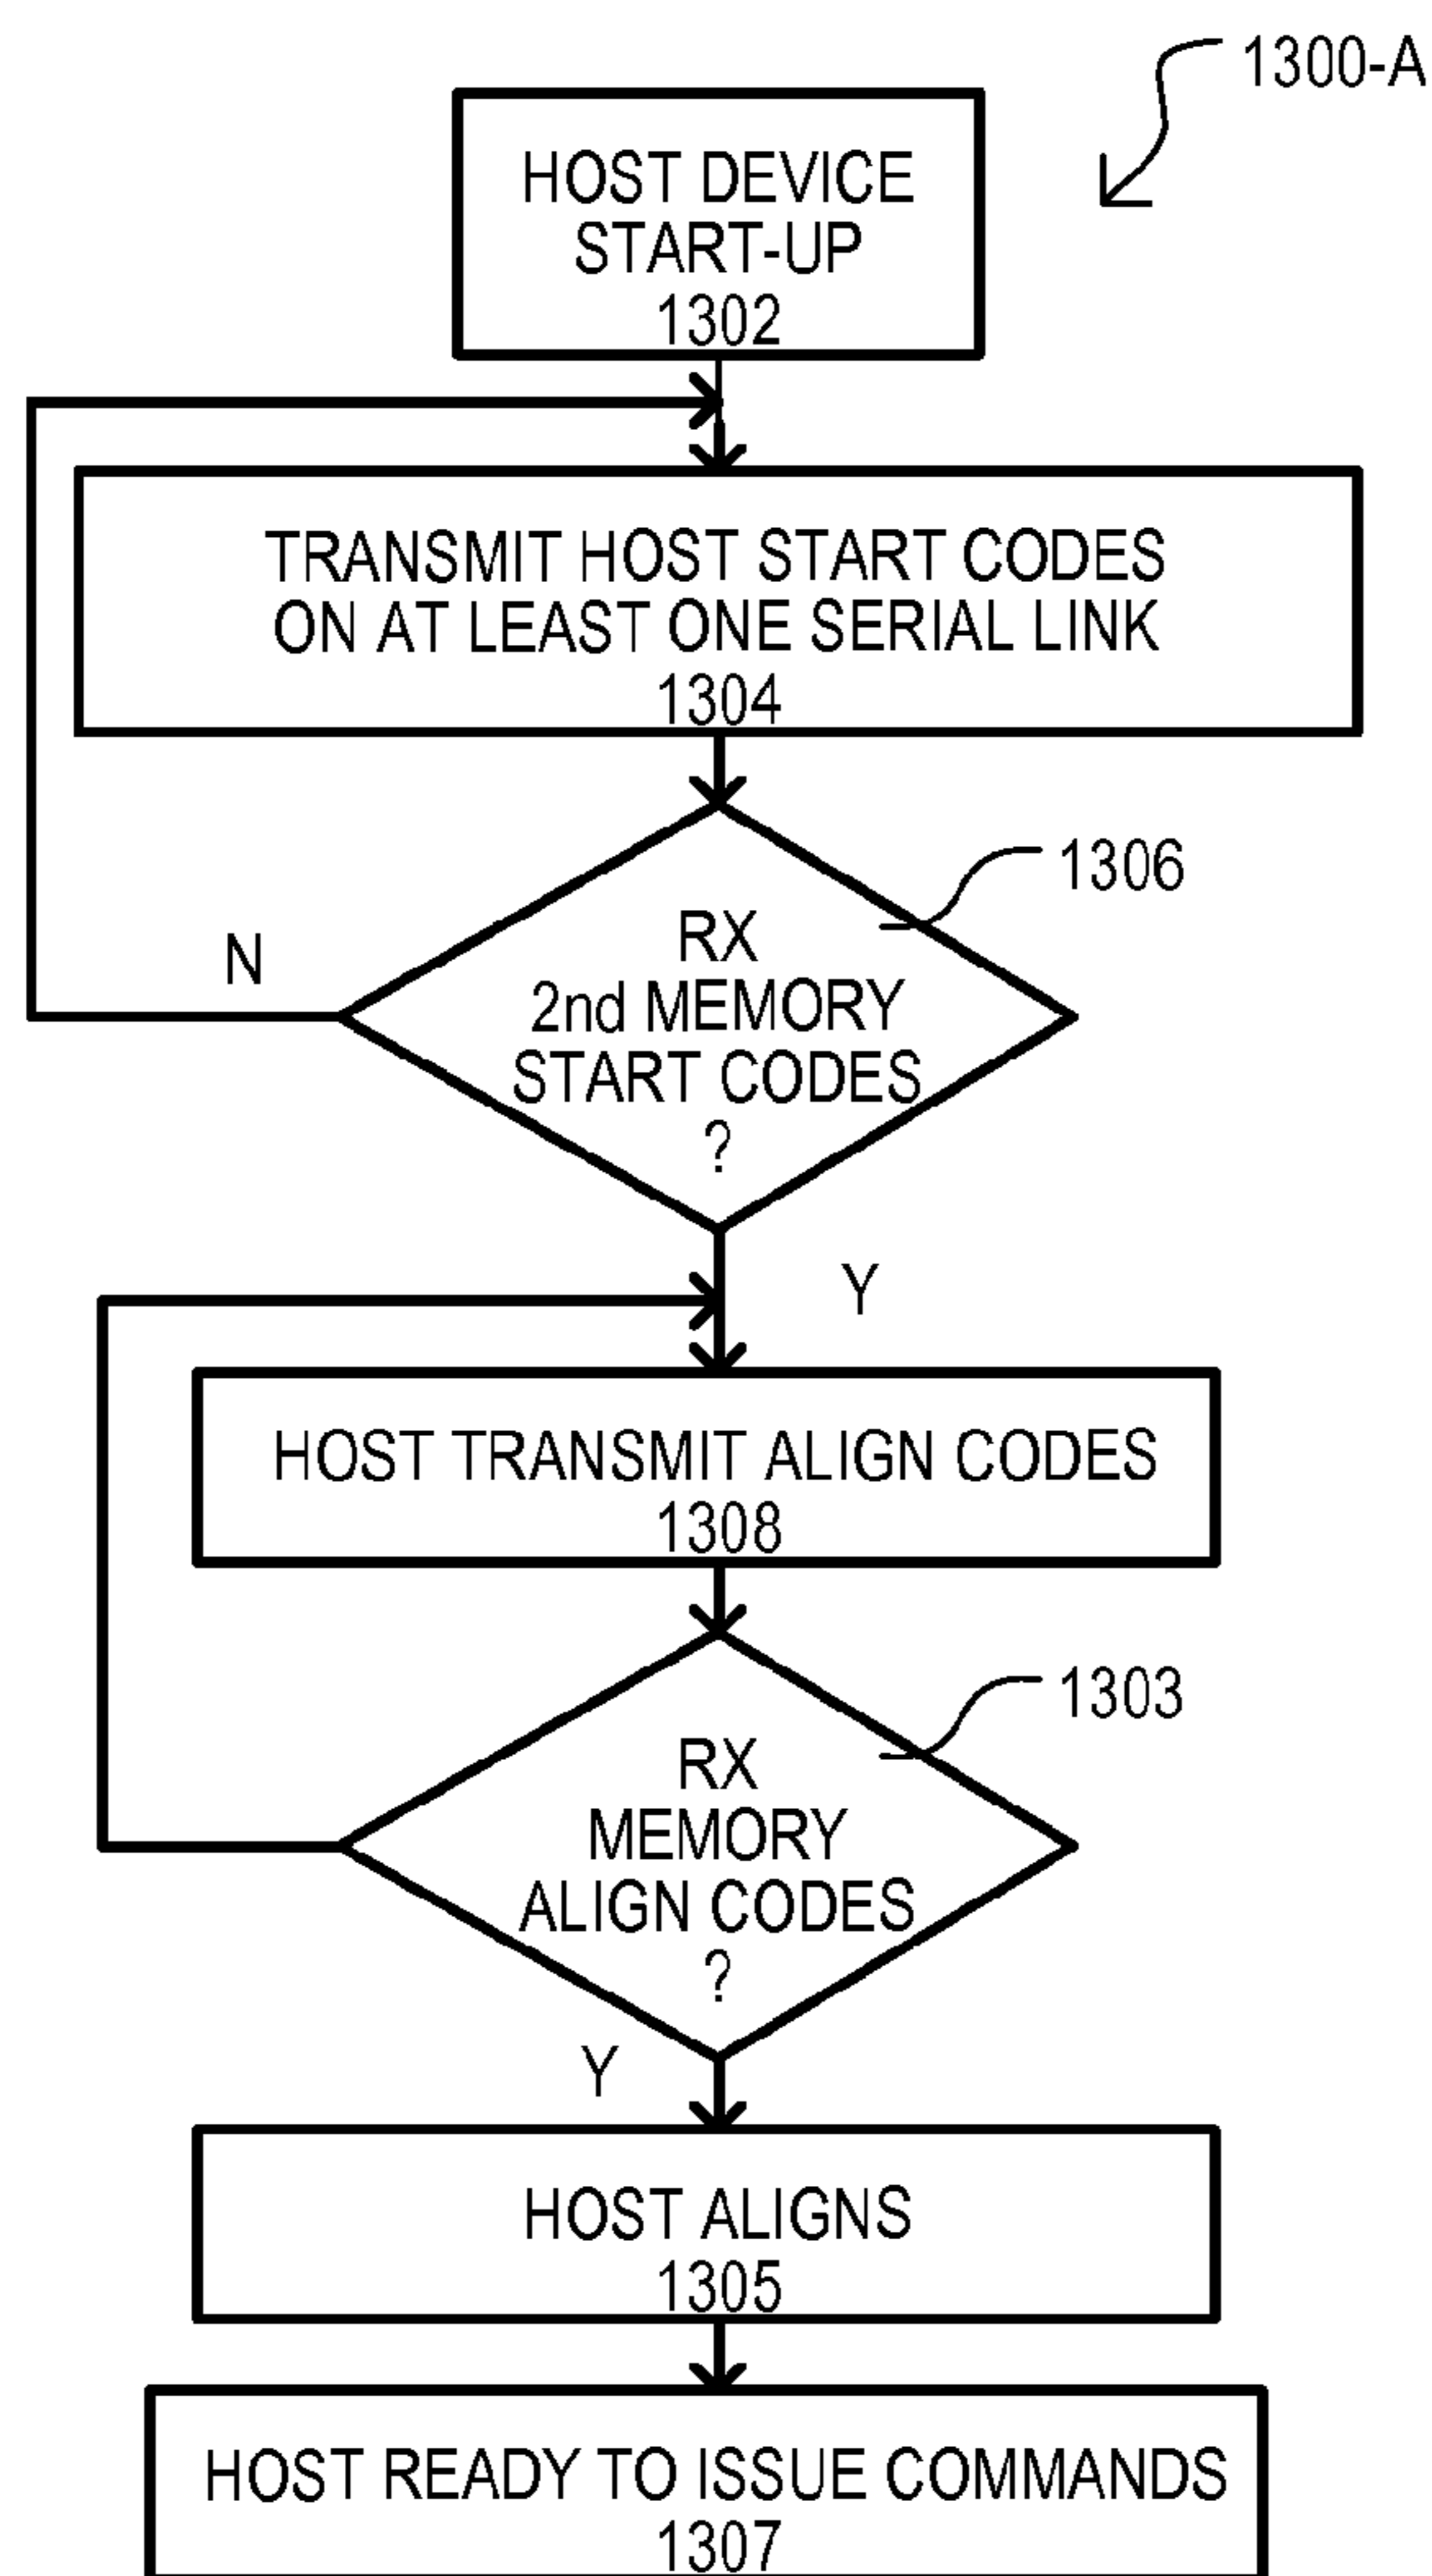 1300-A
HOST DEVICE
START-UP
1302
TRANSMIT HOST START CODES
ON AT LEAST ONE SERIAL LINK
1304
1306
RX
2nd MEMORY
START CODES
?
N
Y
HOST TRANSMIT ALIGN CODES
1308
1303
RX
MEMORY
ALIGN CODES
?
Y
HOST ALIGNS
1305
HOST READY TO ISSUE COMMANDS
1307